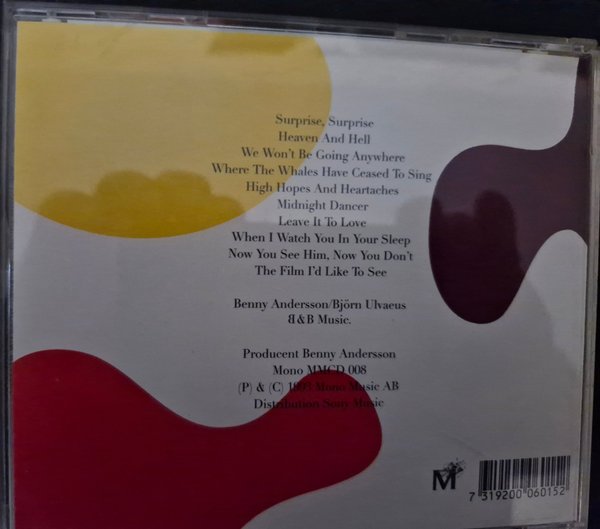 Surprise, Surprise
Heaven And Hell
We Won't Be Going Anywhere
Where The Whales Have Ceased To Sing
High Hopes And Heartaches
Midnight Dancer
Leave It To Love
When I Watch You In Your Sleep
Now You See Him, Now You Don't
The Film I'd Like To See
Benny Andersson/Björn Ulvaeus
B&B Music.
Producent Benny Andersson
Mono MMCD 008
(P) & (C) Mono Music AB
Distribution Sony Music
M
7 319200 060152